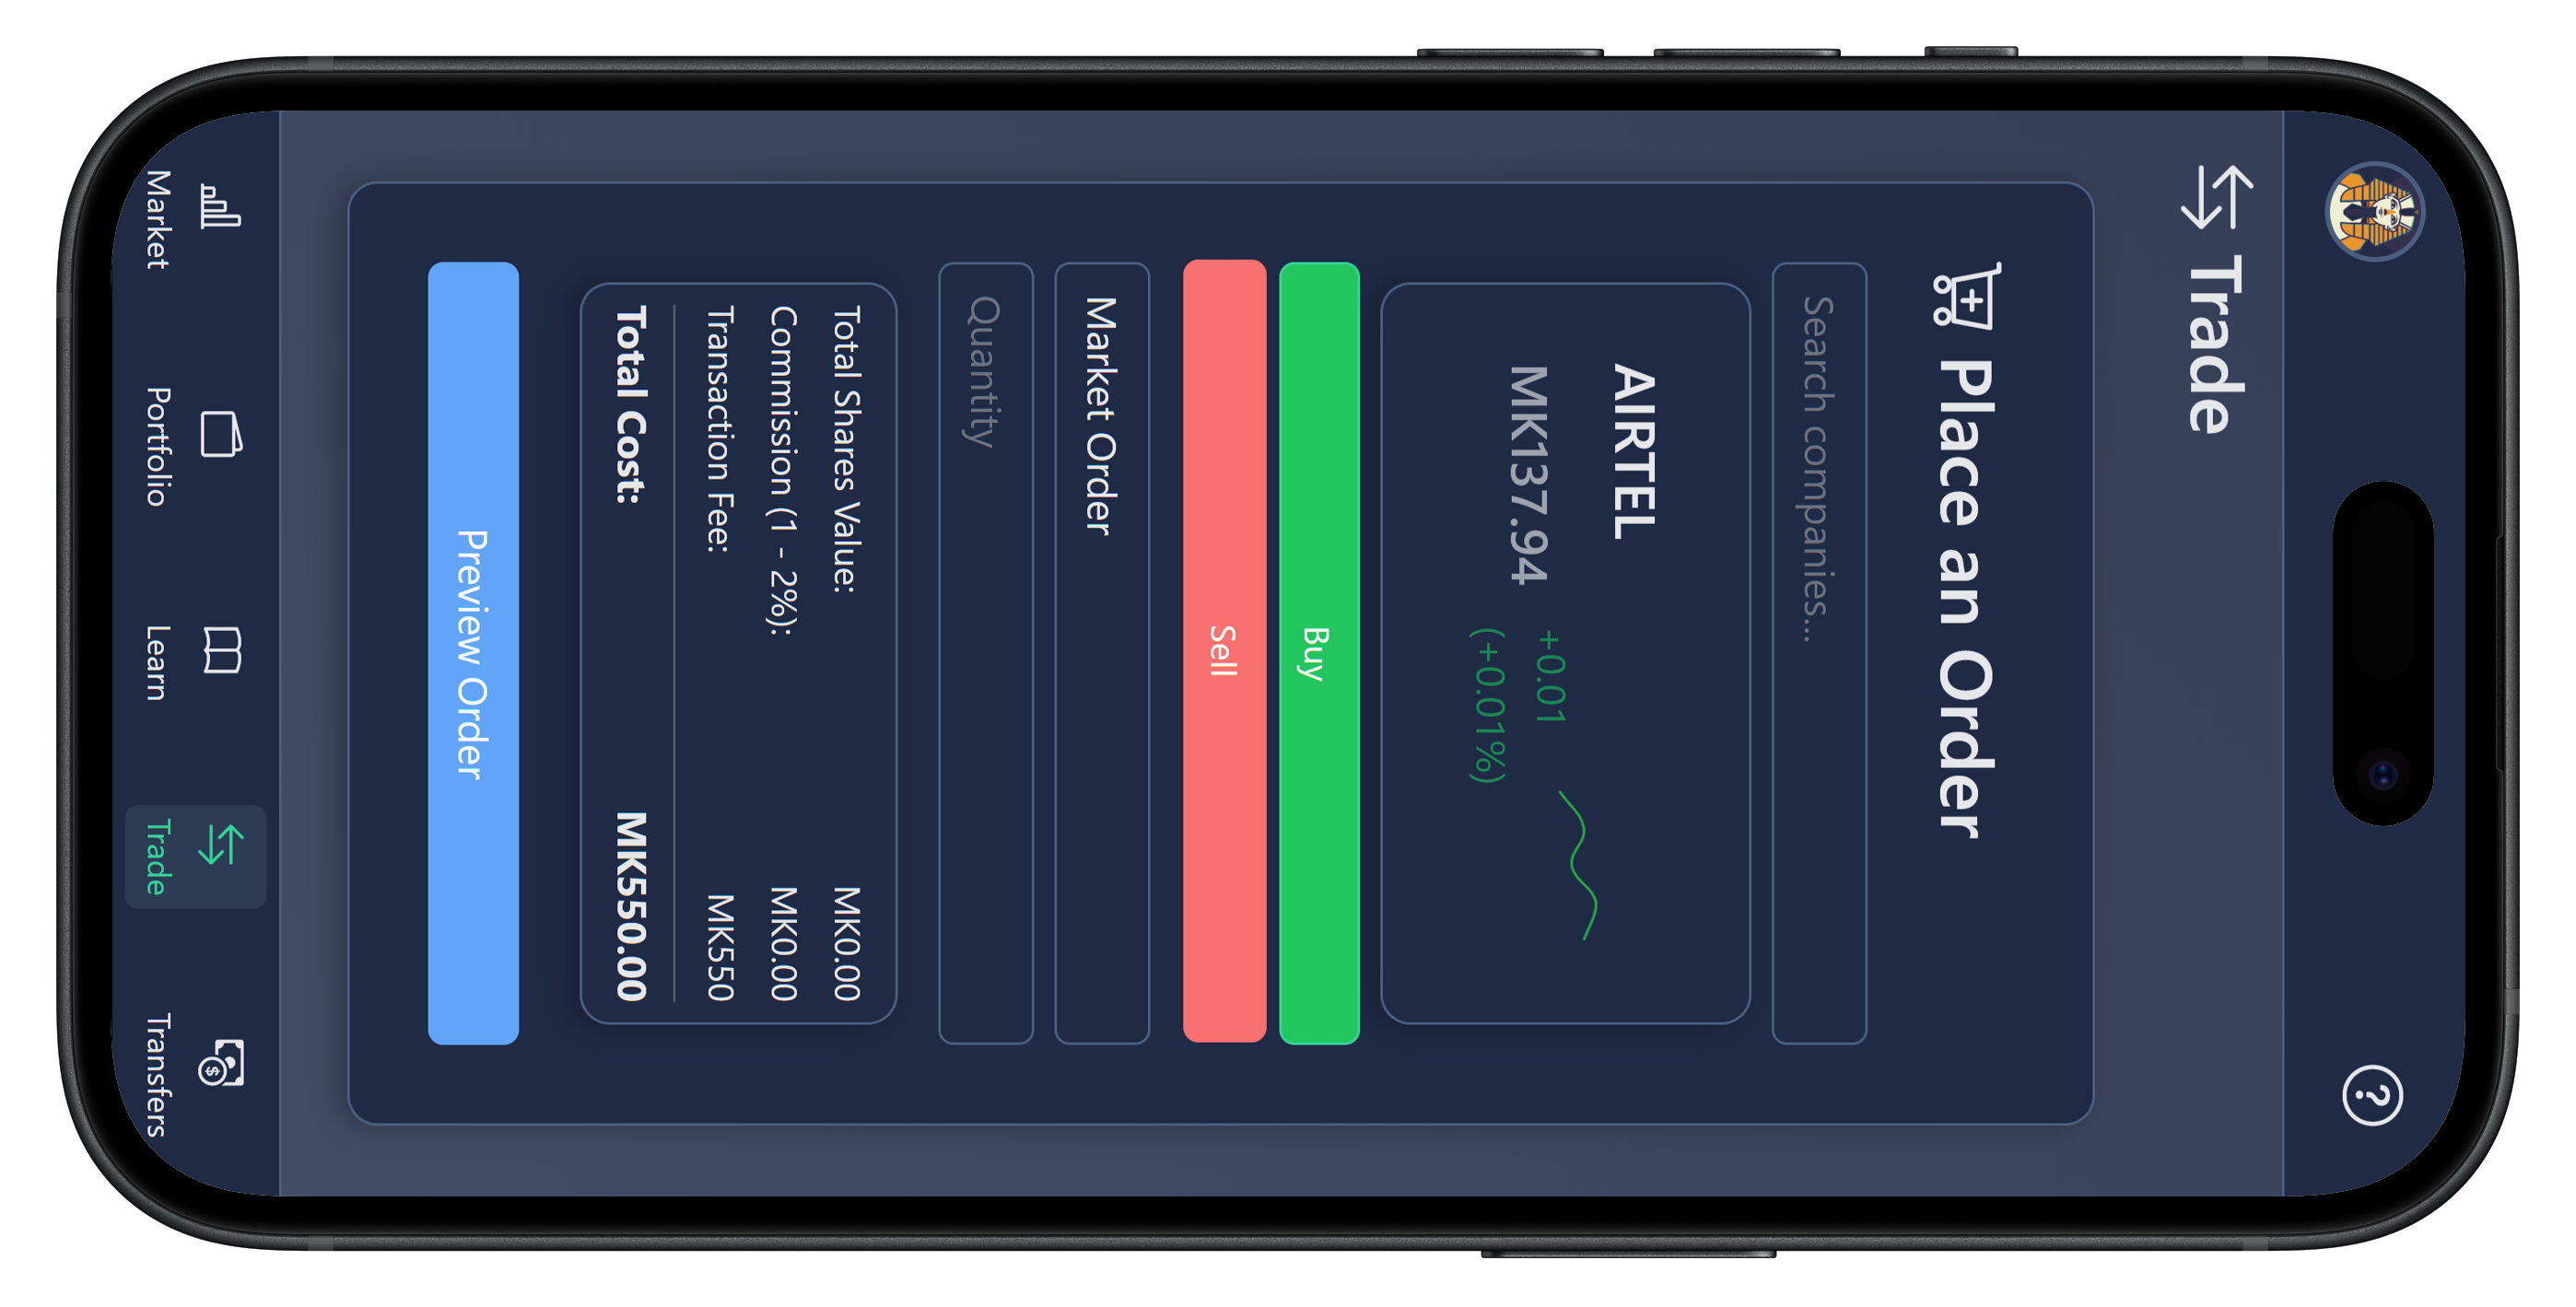 Trade
Place an Order
Search companies...
AIRTEL
MK137.94
+0.01
(+0.01%)
Buy
Sell
Market Order
Quantity
Total Shares Value: MK0.00
Commission (1 - 2%): MK0.00
Transaction Fee: MK550
Total Cost: MK550.00
Preview Order
Market
Portfolio
Learn
Trade
Transfers